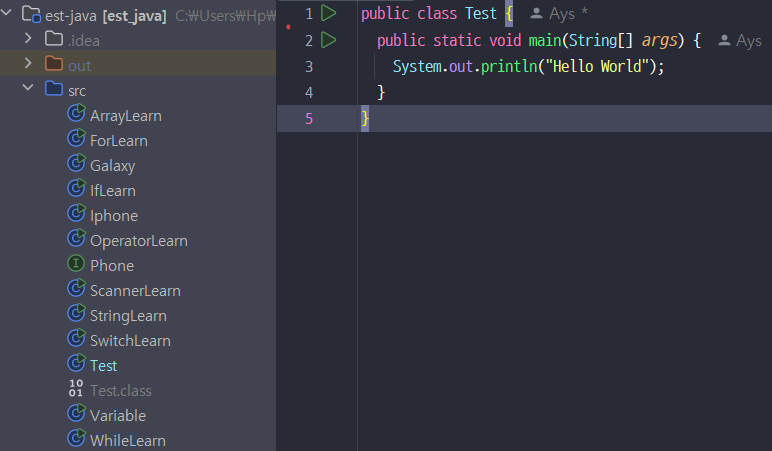 est-java [est_java] C:₩Users₩Hp₩
.idea
out
src
ArrayLearn
ForLearn
Galaxy
IfLearn
Iphone
OperatorLearn
Phone
ScannerLearn
StringLearn
SwitchLearn
Test
Test.class
Variable
WhileLearn
1 public class Test { Ays *
2 public static void main(String[] args) { Ays
3 System.out.println("Hello World");
4 }
5 }